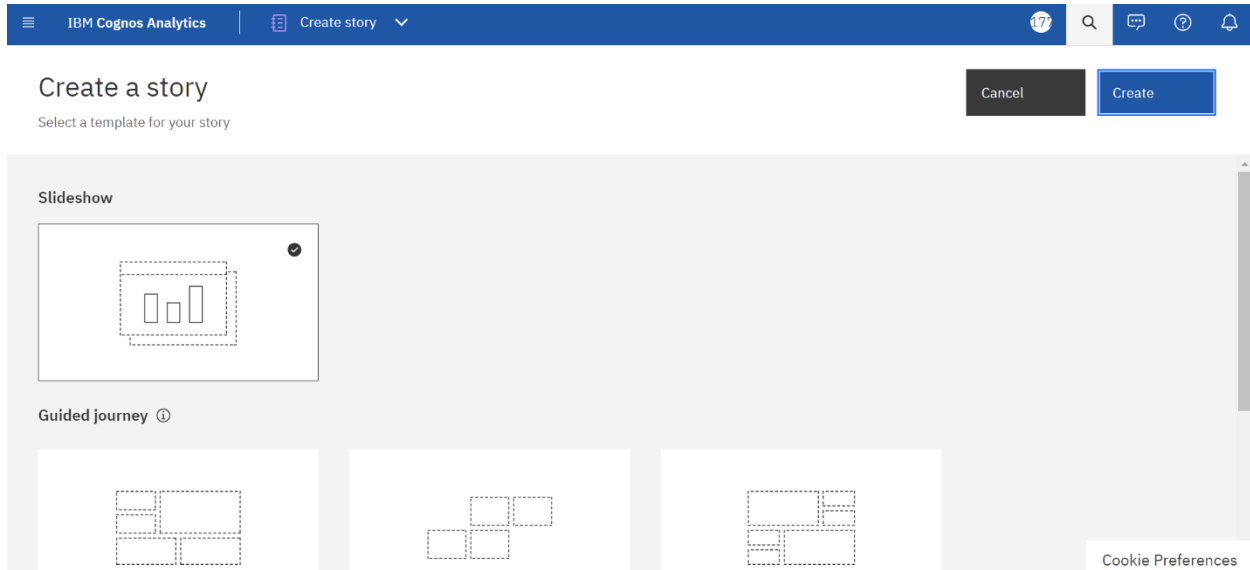 IBM Cognos Analytics
Create story
177
Create a story
Cancel
Create
Select a template for your story
Slideshow
Guided journey
Cookie Preferences